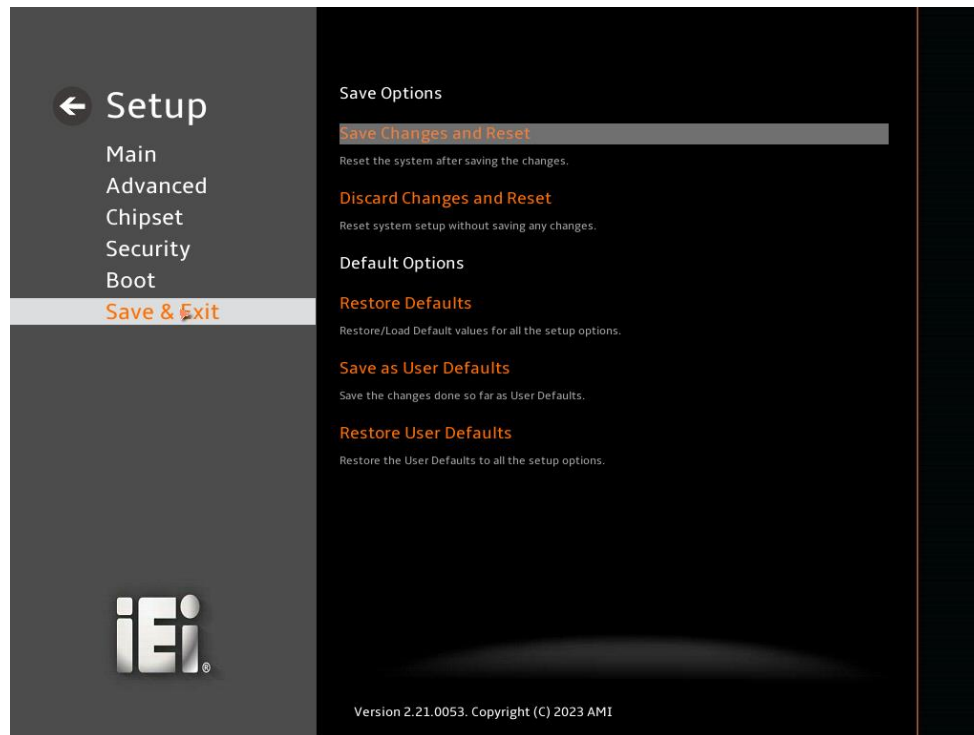 Setup
Main
Advanced
Chipset
Security
Boot
Save & Exit
Save Options
Save Changes and Reset
Reset the system after saving the changes.
Discard Changes and Reset
Reset system setup without saving any changes.
Default Options
Restore Defaults
Restore/Load Default values for all the setup options.
Save as User Defaults
Save the changes done so far as User Defaults.
Restore User Defaults
Restore the User Defaults to all the setup options.
iEi®
Version 2.21.0053. Copyright (C) 2023 AMI